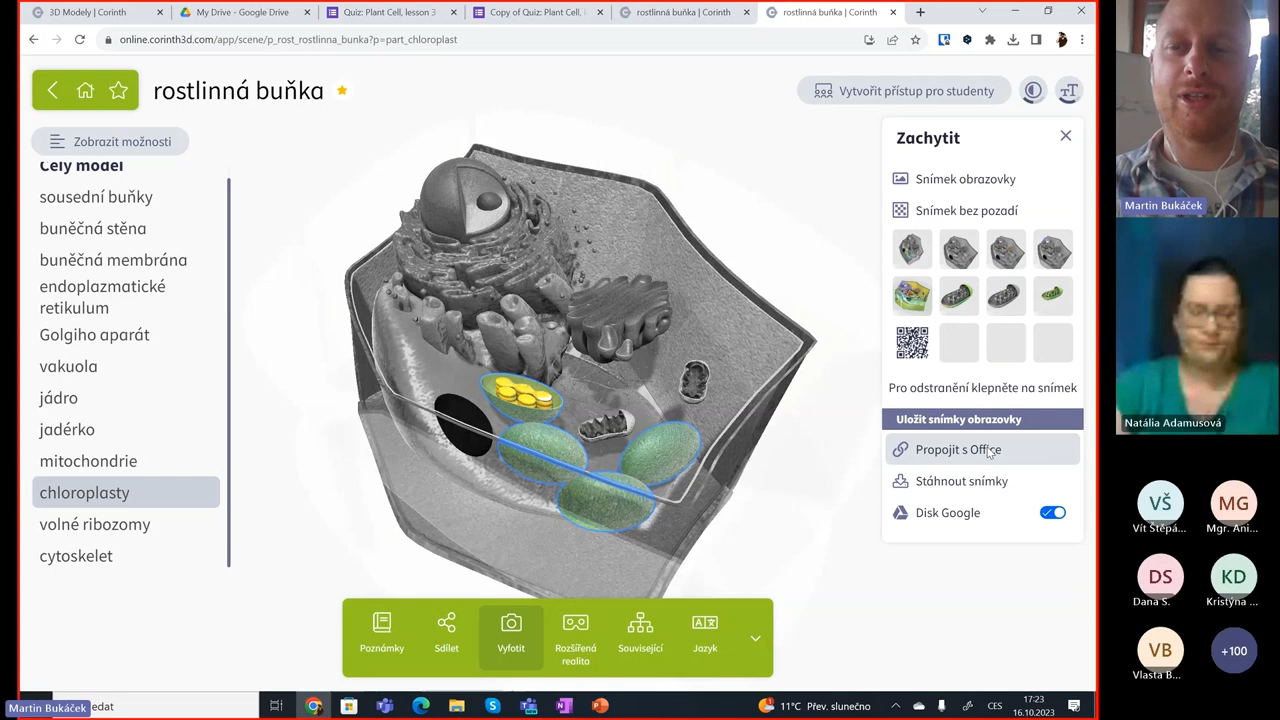 3D Modely | Corinth
My Drive - Google Drive
Quiz: Plant Cell, lesson 3
Copy of Quiz: Plant Cell,
rostlinná buňka | Corinth
rostlinná buňka | Corinth
online.corinth3d.com/app/scene/p_rost_rostlinna_bunka?p=part_chloroplast
rostlinná buňka
Vytvořit přístup pro studenty
Zobrazit možnosti
Celý model
sousední buňky
buněčná stěna
buněčná membrána
endoplazmatické
retikulum
Golgiho aparát
vakuola
jádro
jadérko
mitochondrie
chloroplasty
volné ribozomy
cytoskelet
Zachytit
Snímek obrazovky
Snímek bez pozadí
Pro odstranění klepněte na snímek
Uložit snímky obrazovky
Propojit s Office
Stáhnout snímky
Disk Google
Poznámky
Sdílet
Vyfotit
Rozšířená
realita
Související
Jazyk
Martin Bukáček
Natália Adamusová
VŠ
Vít Štěpá...
MG
Mgr. Ani...
DS
Dana S.
KD
Kristýna ...
VB
Vlasta B...
+100
Martin Bukáček
edat
11°C Přev. slunečno
CES
17:23
16.10.2023